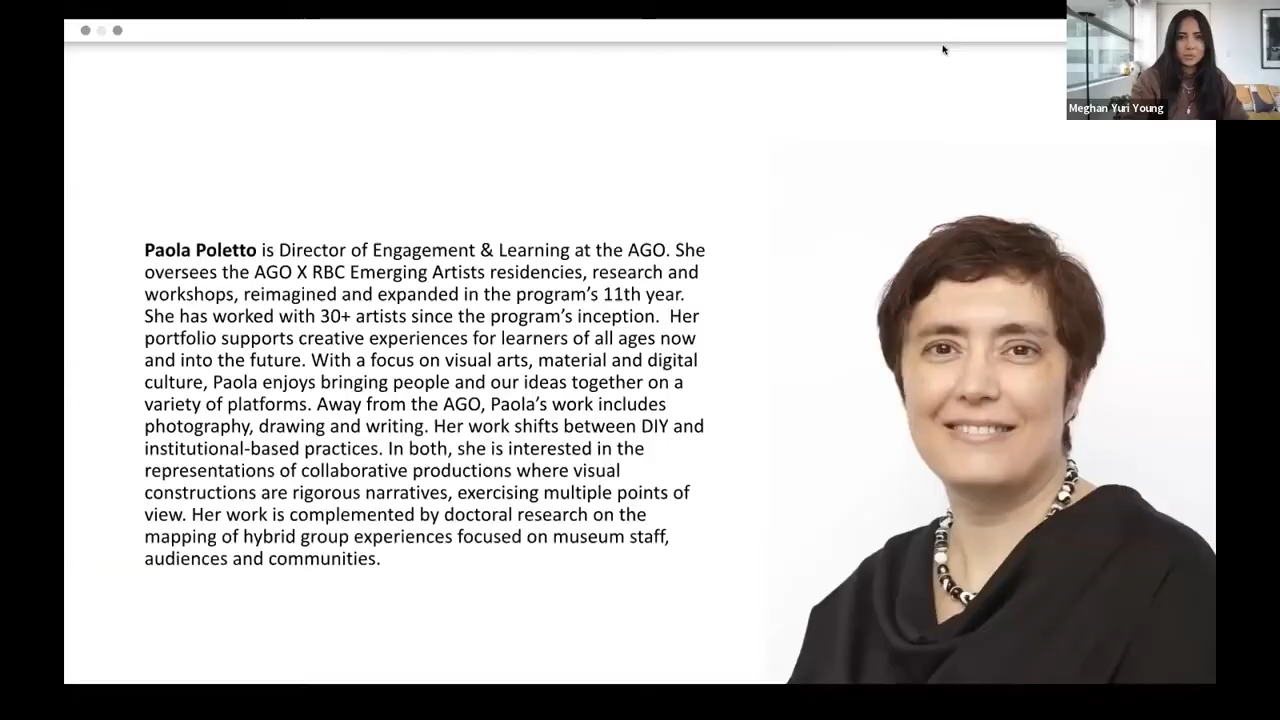 Meghan Yuri Young
Paola Poletto is Director of Engagement & Learning at the AGO. She
oversees the AGO X RBC Emerging Artists residencies, research and
workshops, reimagined and expanded in the program's 11th year.
She has worked with 30+ artists since the program's inception.  Her
portfolio supports creative experiences for learners of all ages now
and into the future. With a focus on visual arts, material and digital
culture, Paola enjoys bringing people and our ideas together on a
variety of platforms. Away from the AGO, Paola's work includes
photography, drawing and writing. Her work shifts between DIY and
institutional-based practices. In both, she is interested in the
representations of collaborative productions where visual
constructions are rigorous narratives, exercising multiple points of
view. Her work is complemented by doctoral research on the
mapping of hybrid group experiences focused on museum staff,
audiences and communities.